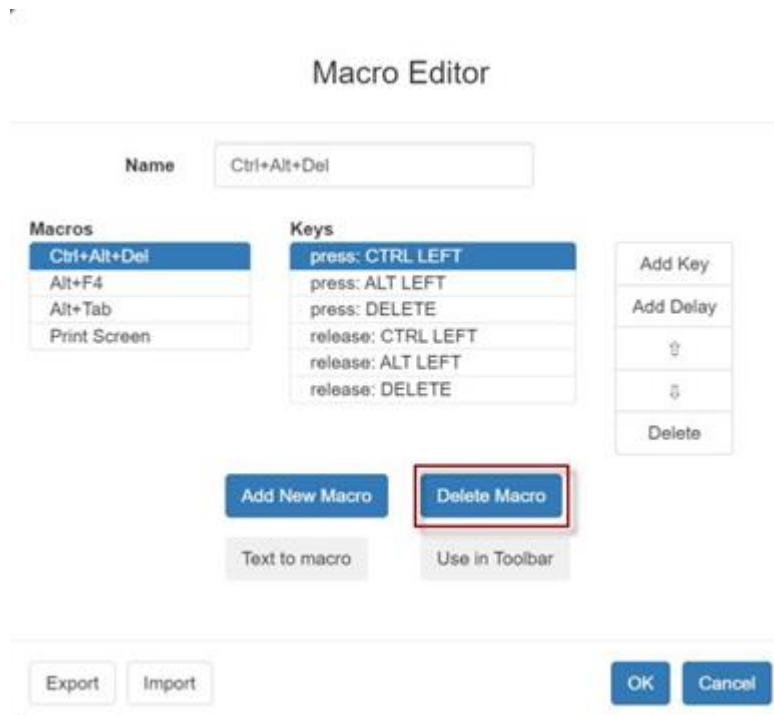 Macro Editor
Name Ctrl+Alt+Del
Macros
Ctrl+Alt+Del
Alt+F4
Alt+Tab
Print Screen
Keys
press: CTRL LEFT
press: ALT LEFT
press: DELETE
release: CTRL LEFT
release: ALT LEFT
release: DELETE
Add Key
Add Delay
⇧
⇩
Delete
Add New Macro Delete Macro
Text to macro Use in Toolbar
Export Import OK Cancel